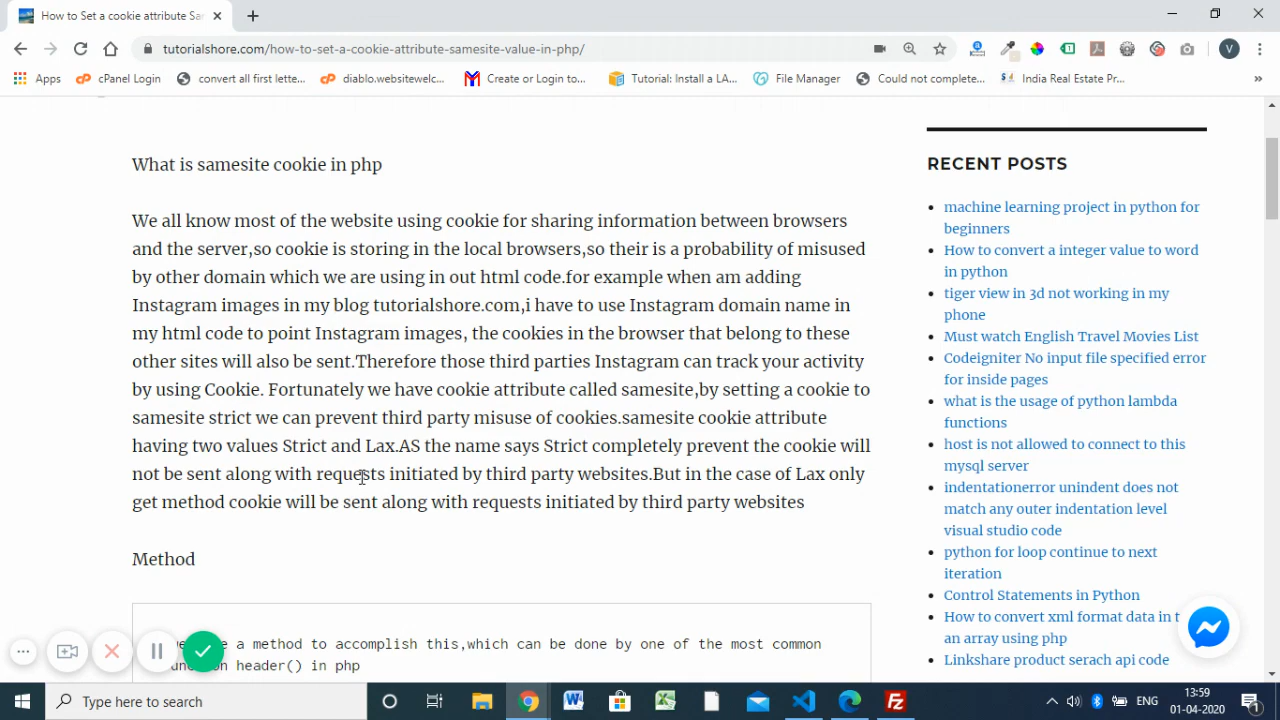 How to Set a cookie attribute Sa
tutorialshore.com/how-to-set-a-cookie-attribute-samesite-value-in-php/
V
Apps
cPanel Login
convert all first lette...
diablo.websitewelc...
Create or Login to...
Tutorial: Install a LA...
File Manager
Could not complete...
India Real Estate Pr...
»
What is samesite cookie in php
We all know most of the website using cookie for sharing information between browsers
and the server,so cookie is storing in the local browsers,so their is a probability of misused
by other domain which we are using in out html code.for example when am adding
Instagram images in my blog tutorialshore.com,i have to use Instagram domain name in
my html code to point Instagram images, the cookies in the browser that belong to these
other sites will also be sent.Therefore those third parties Instagram can track your activity
by using Cookie. Fortunately we have cookie attribute called samesite,by setting a cookie to
samesite strict we can prevent third party misuse of cookies.samesite cookie attribute
having two values Strict and Lax.AS the name says Strict completely prevent the cookie will
not be sent along with requests initiated by third party websites.But in the case of Lax only
get method cookie will be sent along with requests initiated by third party websites
Method
a method to accomplish this,which can be done by one of the most common
header() in php
RECENT POSTS
machine learning project in python for
beginners
How to convert a integer value to word
in python
tiger view in 3d not working in my
phone
Must watch English Travel Movies List
Codeigniter No input file specified error
for inside pages
what is the usage of python lambda
functions
host is not allowed to connect to this
mysql server
indentationerror unindent does not
match any outer indentation level
visual studio code
python for loop continue to next
iteration
Control Statements in Python
How to convert xml format data in t
an array using php
Linkshare product serach api code
Type here to search
ENG
13:59
01-04-2020